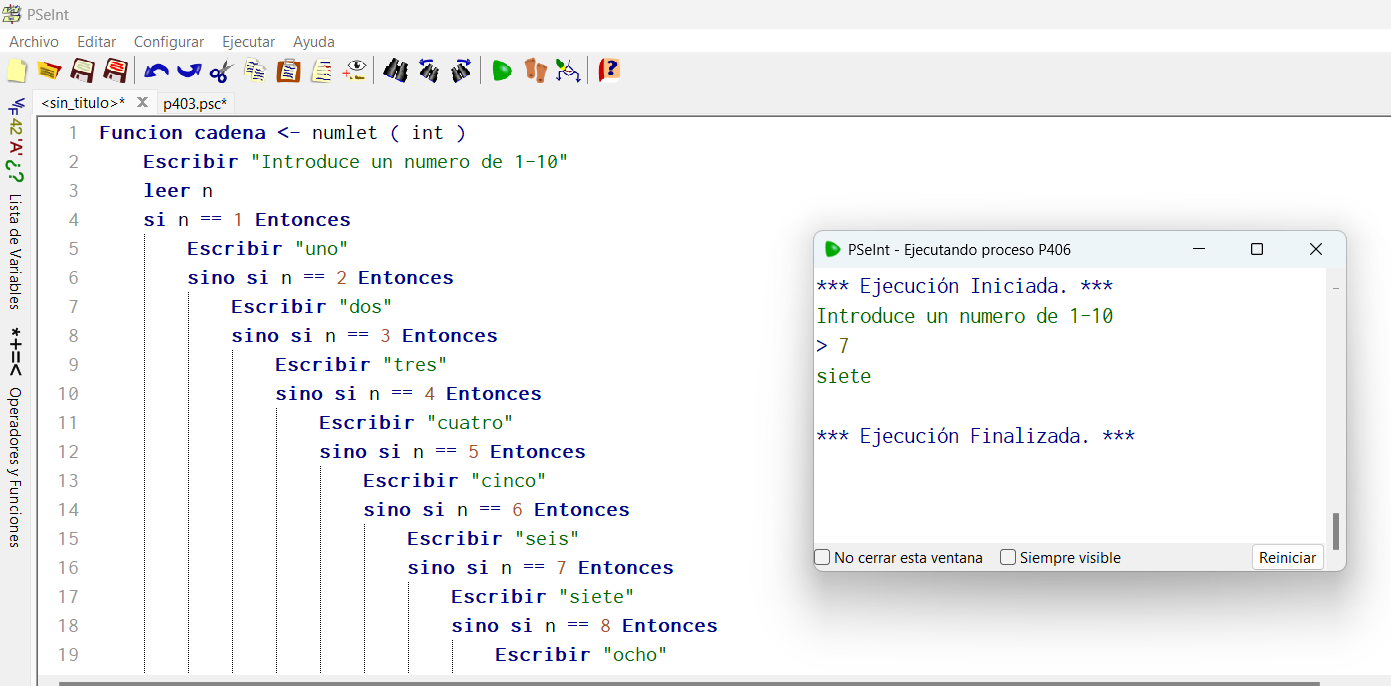 PSeInt
Archivo Editar Configurar Ejecutar Ayuda
<sin_titulo>* X p403.psc*
1 Funcion cadena <- numlet ( int )
2 Escribir "Introduce un numero de 1-10"
3 leer n
4 si n == 1 Entonces
5 Escribir "uno"
6 sino si n == 2 Entonces
7 Escribir "dos"
8 sino si n == 3 Entonces
9 Escribir "tres"
10 sino si n == 4 Entonces
11 Escribir "cuatro"
12 sino si n == 5 Entonces
13 Escribir "cinco"
14 sino si n == 6 Entonces
15 Escribir "seis"
16 sino si n == 7 Entonces
17 Escribir "siete"
18 sino si n == 8 Entonces
19 Escribir "ocho"
42 'A' ¿?
Lista de Variables
*+=<
Operadores y Funciones
PSeInt - Ejecutando proceso P406
*** Ejecución Iniciada. ***
Introduce un numero de 1-10
> 7
siete
*** Ejecución Finalizada. ***
No cerrar esta ventana Siempre visible Reiniciar